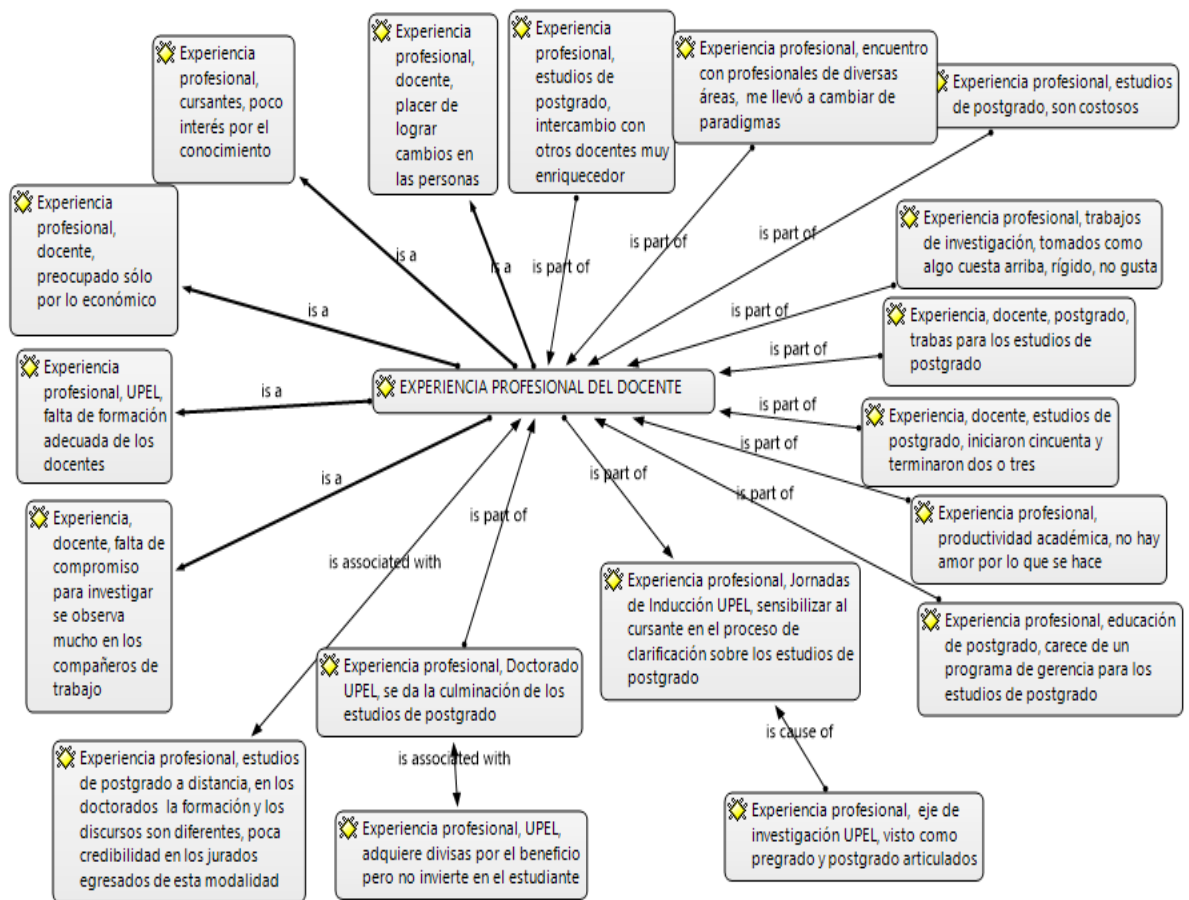 Experiencia
profesional,
cursantes, poco
interés por el
conocimiento
Experiencia
profesional,
docente,
placer de
lograr
cambios en
las personas
Experiencia
profesional,
estudios de
postgrado,
intercambio con
otros docentes muy
enriquecedor
Experiencia profesional, encuentro
con profesionales de diversas
áreas, me llevó a cambiar de
paradigmas
Experiencia profesional, estudios
de postgrado, son costosos
Experiencia
profesional,
docente,
preocupado sólo
por lo económico
Experiencia profesional, trabajos
de investigación, tomados como
algo cuesta arriba, rígido, no gusta
is a
is a
is part of
is part of
is part of
is a
is part of
Experiencia, docente, postgrado,
trabas para los estudios de
postgrado
is part of
Experiencia
profesional, UPEL,
falta de formación
adecuada de los
docentes
is a
EXPERIENCIA PROFESIONAL DEL DOCENTE
is part of
Experiencia, docente, estudios de
postgrado, iniciaron cincuenta y
terminaron dos o tres
is a
is part of
is part of
is part of
is part of
Experiencia,
docente, falta de
compromiso
para investigar
se observa
mucho en los
compañeros de
trabajo
Experiencia profesional,
productividad académica, no hay
amor por lo que se hace
is associated with
Experiencia profesional, Jornadas
de Inducción UPEL, sensibilizar al
cursante en el proceso de
clarificación sobre los estudios de
postgrado
Experiencia profesional, educación
de postgrado, carece de un
programa de gerencia para los
estudios de postgrado
Experiencia profesional, Doctorado
UPEL, se da la culminación de los
estudios de postgrado
is cause of
is associated with
Experiencia profesional, estudios
de postgrado a distancia, en los
doctorados la formación y los
discursos son diferentes, poca
credibilidad en los jurados
egresados de esta modalidad
Experiencia profesional, UPEL,
adquiere divisas por el beneficio
pero no invierte en el estudiante
Experiencia profesional, eje de
investigación UPEL, visto como
pregrado y postgrado articulados